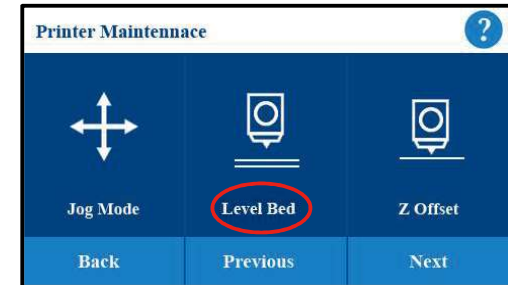 Printer Maintennace ?
Jog Mode Level Bed Z Offset
Back Previous Next